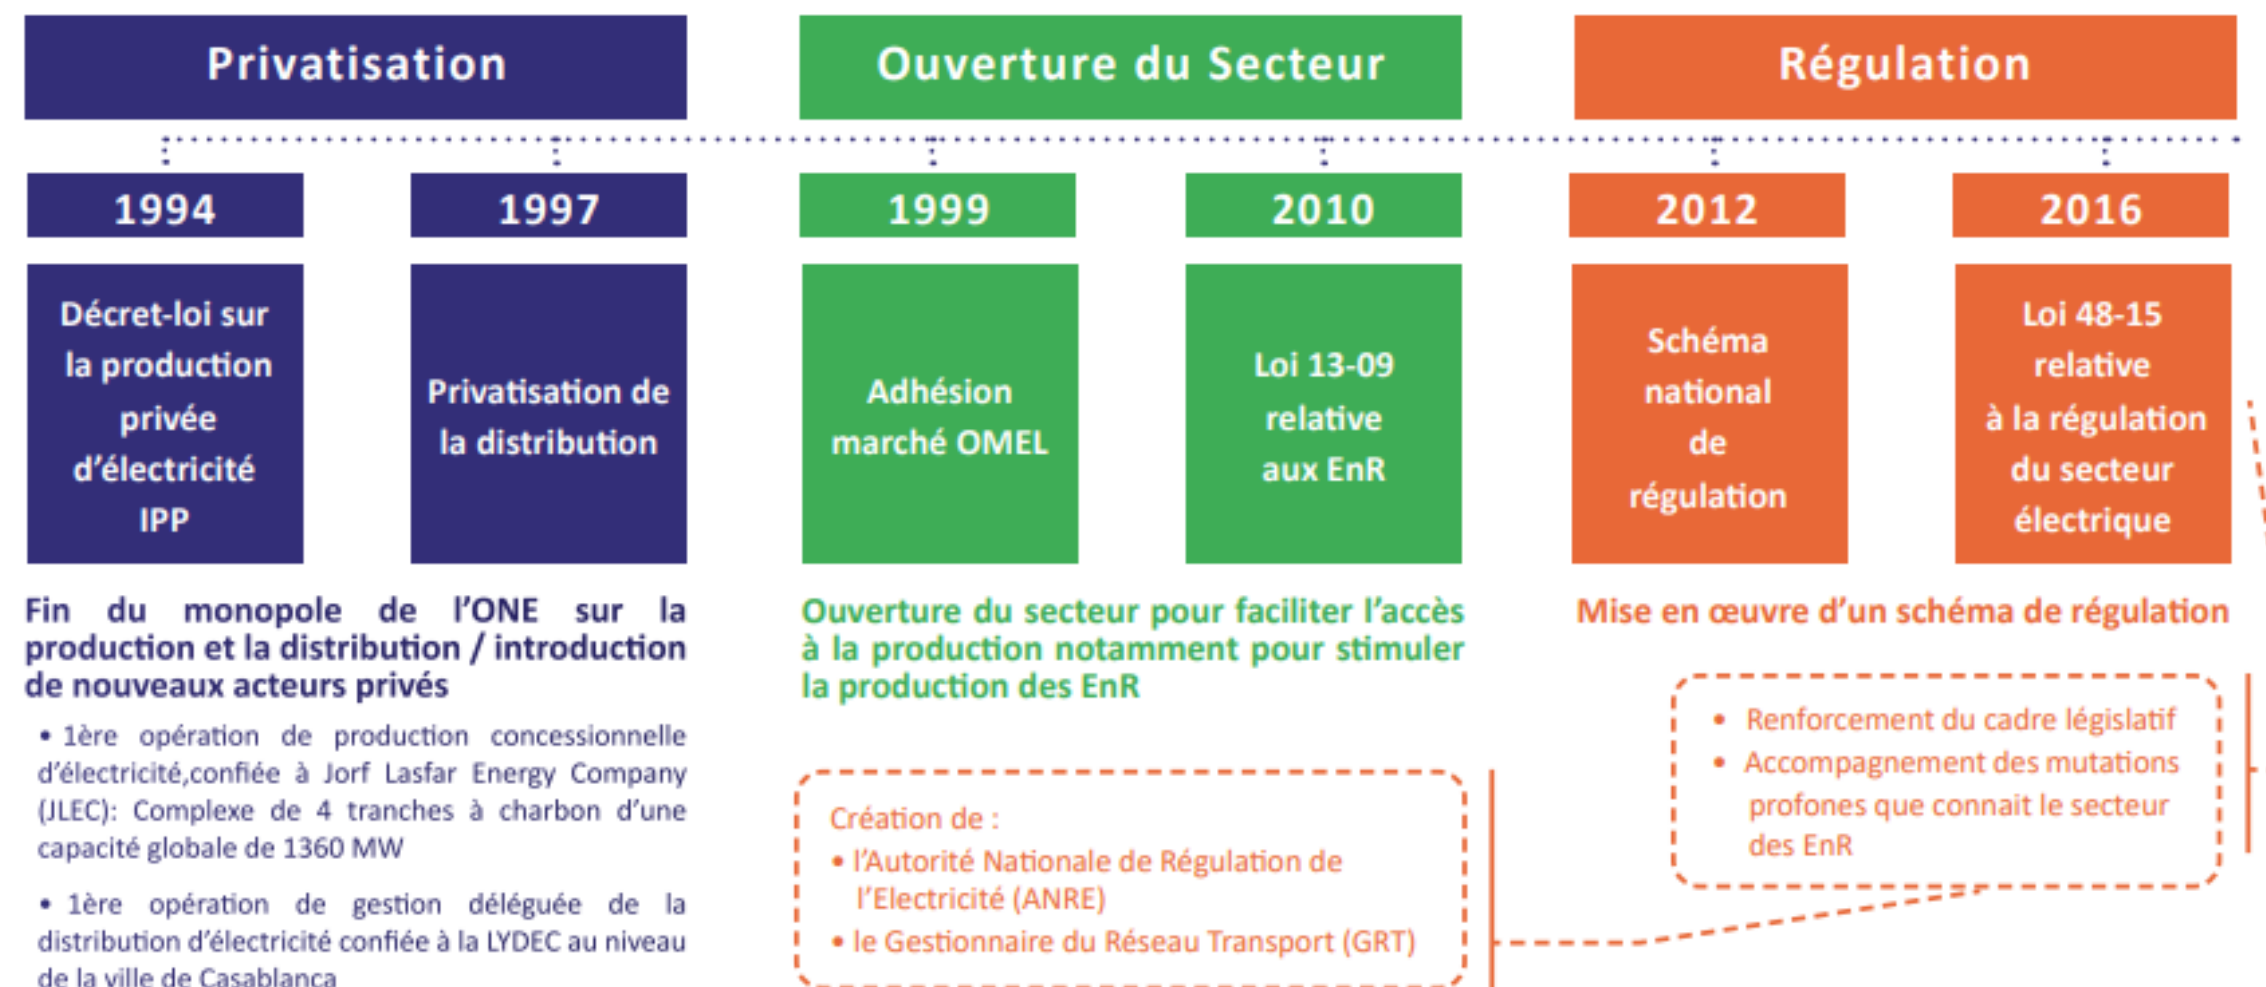 Privatisation
Ouverture du Secteur
Régulation
1994
1997
1999
2010
2012
2016
Décret-loi sur
la production
privée
d’électricité
IPP
Privatisation de
la distribution
Adhésion
marché OMEL
Loi 13-09
relative
aux EnR
Schéma
national
de
régulation
Loi 48-15
relative
à la régulation
du secteur
électrique
Fin du monopole de l’ONE sur la
production et la distribution / introduction
de nouveaux acteurs privés
• 1ère opération de production concessionnelle
d’électricité,confiée à Jorf Lasfar Energy Company
(JLEC): Complexe de 4 tranches à charbon d’une
capacité globale de 1360 MW
• 1ère opération de gestion déléguée de la
distribution d’électricité confiée à la LYDEC au niveau
de la ville de Casablanca
Ouverture du secteur pour faciliter l’accès
à la production notamment pour stimuler
la production des EnR
Création de :
• l’Autorité Nationale de Régulation de
l’Electricité (ANRE)
• le Gestionnaire du Réseau Transport (GRT)
Mise en œuvre d’un schéma de régulation
• Renforcement du cadre législatif
• Accompagnement des mutations
profones que connait le secteur
des EnR